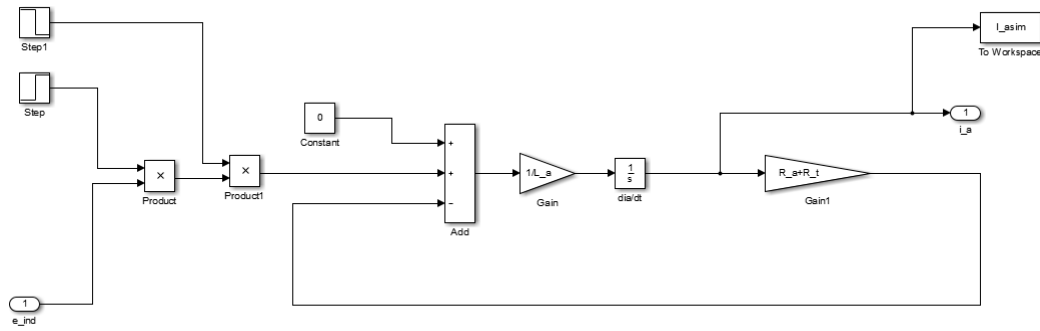 Step1
Step
×
Product
×
Product1
1
e_ind
0
Constant
+
+
−
Add
1/L_a
Gain
1
s
dia/dt
R_a+R_t
Gain1
I_asim
To Workspace
1
i_a